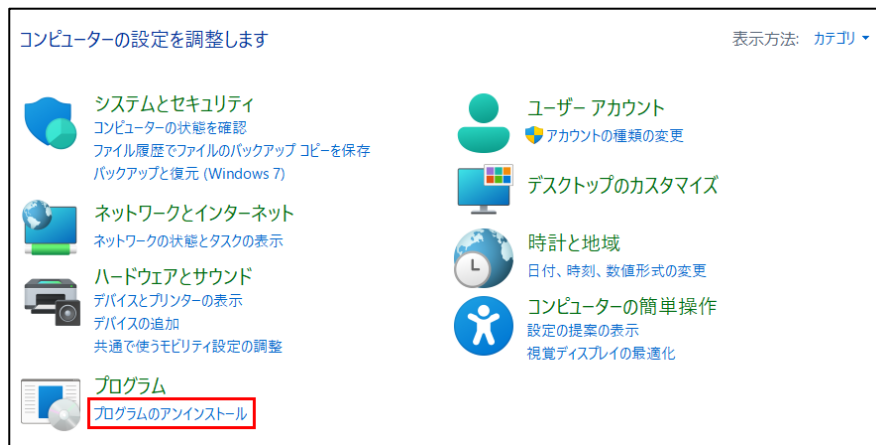 コンピューターの設定を調整します
表示方法: カテゴリ
システムとセキュリティ
コンピューターの状態を確認
ファイル履歴でファイルのバックアップ コピーを保存
バックアップと復元 (Windows 7)
ネットワークとインターネット
ネットワークの状態とタスクの表示
ハードウェアとサウンド
デバイスとプリンターの表示
デバイスの追加
共通で使うモビリティ設定の調整
プログラム
プログラムのアンインストール
ユーザー アカウント
アカウントの種類の変更
デスクトップのカスタマイズ
時計と地域
日付、時刻、数値形式の変更
コンピューターの簡単操作
設定の提案の表示
視覚ディスプレイの最適化